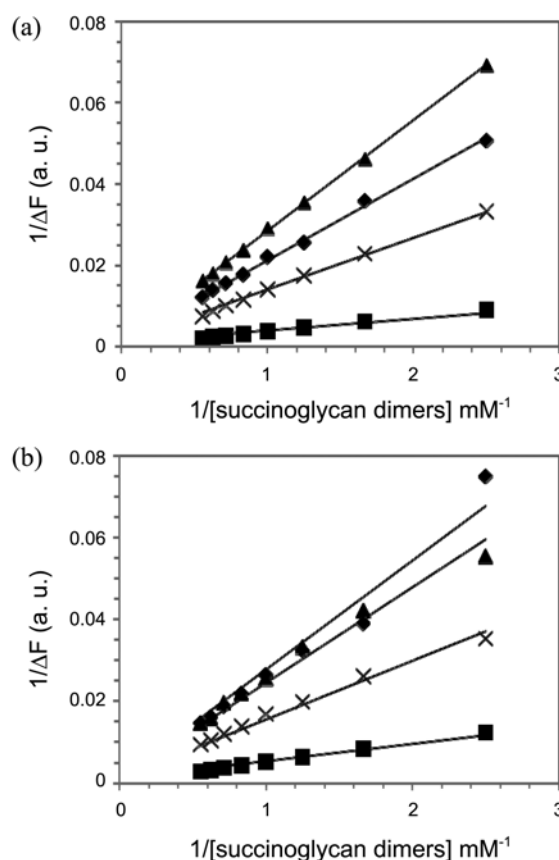 (a)
0.08
0.06
0.04
0.02
0
1/ΔF (a. u.)
0 1 2 3
1/[succinoglycan dimers] mM⁻¹
(b)
0.08
0.06
0.04
0.02
0
1/ΔF (a. u.)
0 1 2 3
1/[succinoglycan dimers] mM⁻¹